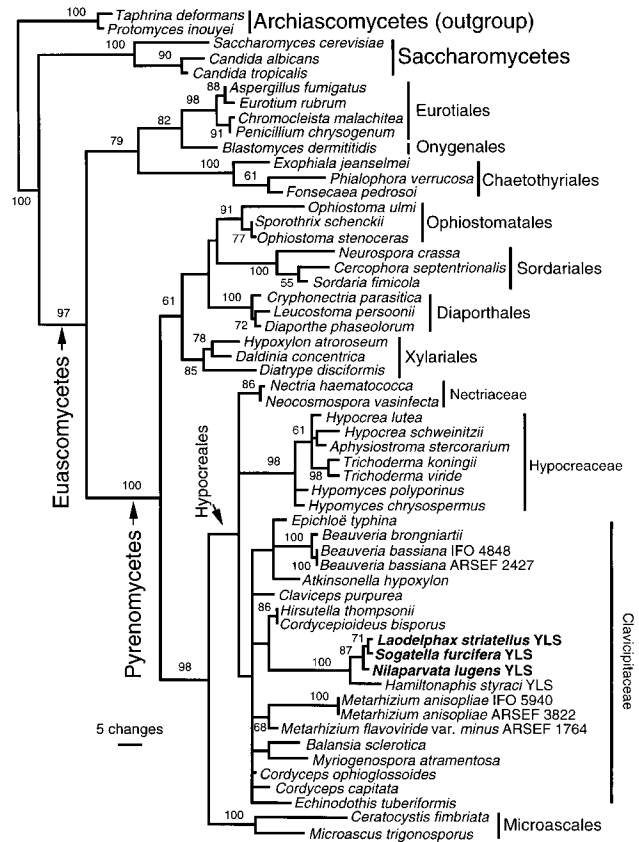 Taphrina deformans
Protomyces inouyei
Archiascomycetes (outgroup)
100
Saccharomyces cerevisiae
90
Candida albicans
Candida tropicalis
Saccharomycetes
88
Aspergillus fumigatus
98
Eurotium rubrum
Chromocleista malachitea
91
Penicillium chrysogenum
Eurotiales
82
Blastomyces dermititidis
Onygenales
79
Exophiala jeanselmei
100
61
Phialophora verrucosa
Fonsecaea pedrosoi
Chaetothyriales
100
91
Ophiostoma ulmi
Sporothrix schenckii
77
Ophiostoma stenoceras
Ophiostomatales
Neurospora crassa
100
Cercophora septentrionalis
55
Sordaria fimicola
Sordariales
100
Cryphonectria parasitica
Leucostoma persoonii
72
Diaporthe phaseolorum
Diaporthales
61
97
78
Hypoxylon atroroseum
Daldinia concentrica
85
Diatrype disciformis
Xylariales
Euascomycetes
86
Nectria haematococca
Neocosmospora vasinfecta
Nectriaceae
Hypocrea lutea
61
Hypocrea schweinitzii
Aphysiostroma stercorarium
98
Trichoderma koningii
98
Trichoderma viride
Hypomyces polyporinus
Hypomyces chrysospermus
Hypocreaceae
Hypocreales
100
Pyrenomycetes
Epichloë typhina
100
Beauveria brongniartii
Beauveria bassiana IFO 4848
100
Beauveria bassiana ARSEF 2427
Atkinsonella hypoxylon
Claviceps purpurea
86
Hirsutella thompsonii
Cordycepioideus bisporus
71
Laodelphax striatellus YLS
87
Sogatella furcifera YLS
100
Nilaparvata lugens YLS
Hamiltonaphis styraci YLS
98
100
Metarhizium anisopliae IFO 5940
Metarhizium anisopliae ARSEF 3822
68
Metarhizium flavoviride var. minus ARSEF 1764
Balansia sclerotica
Myriogenospora atramentosa
Cordyceps ophioglossoides
Cordyceps capitata
Echinodothis tuberiformis
Clavicipitaceae
5 changes
100
Ceratocystis fimbriata
Microascus trigonosporus
Microascales